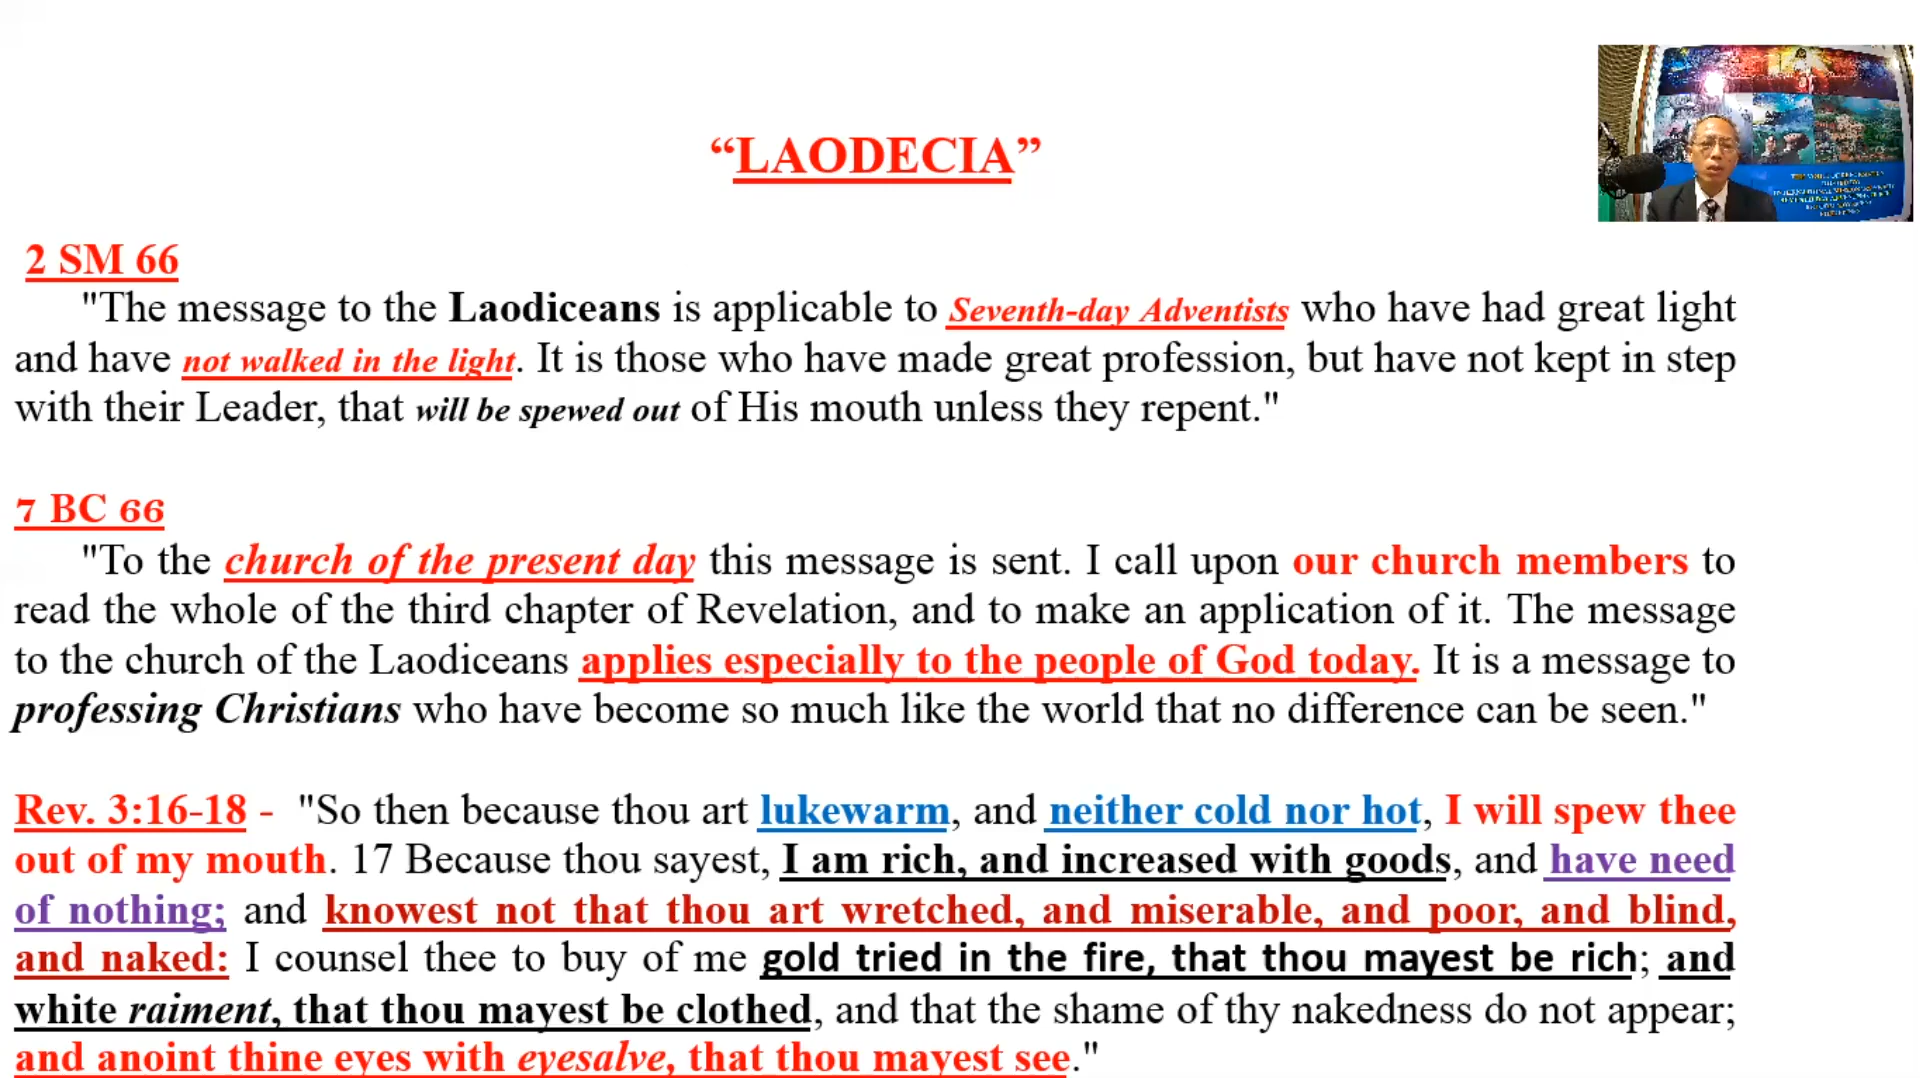 “LAODECIA”
2 SM 66
"The message to the Laodiceans is applicable to Seventh-day Adventists who have had great light
and have not walked in the light. It is those who have made great profession, but have not kept in step
with their Leader, that will be spewed out of His mouth unless they repent."
7 BC 66
"To the church of the present day this message is sent. I call upon our church members to
read the whole of the third chapter of Revelation, and to make an application of it. The message
to the church of the Laodiceans applies especially to the people of God today. It is a message to
professing Christians who have become so much like the world that no difference can be seen."
Rev. 3:16-18 - "So then because thou art lukewarm, and neither cold nor hot, I will spew thee
out of my mouth. 17 Because thou sayest, I am rich, and increased with goods, and have need
of nothing; and knowest not that thou art wretched, and miserable, and poor, and blind,
and naked: I counsel thee to buy of me gold tried in the fire, that thou mayest be rich; and
white raiment, that thou mayest be clothed, and that the shame of thy nakedness do not appear;
and anoint thine eyes with eyesalve, that thou mayest see."